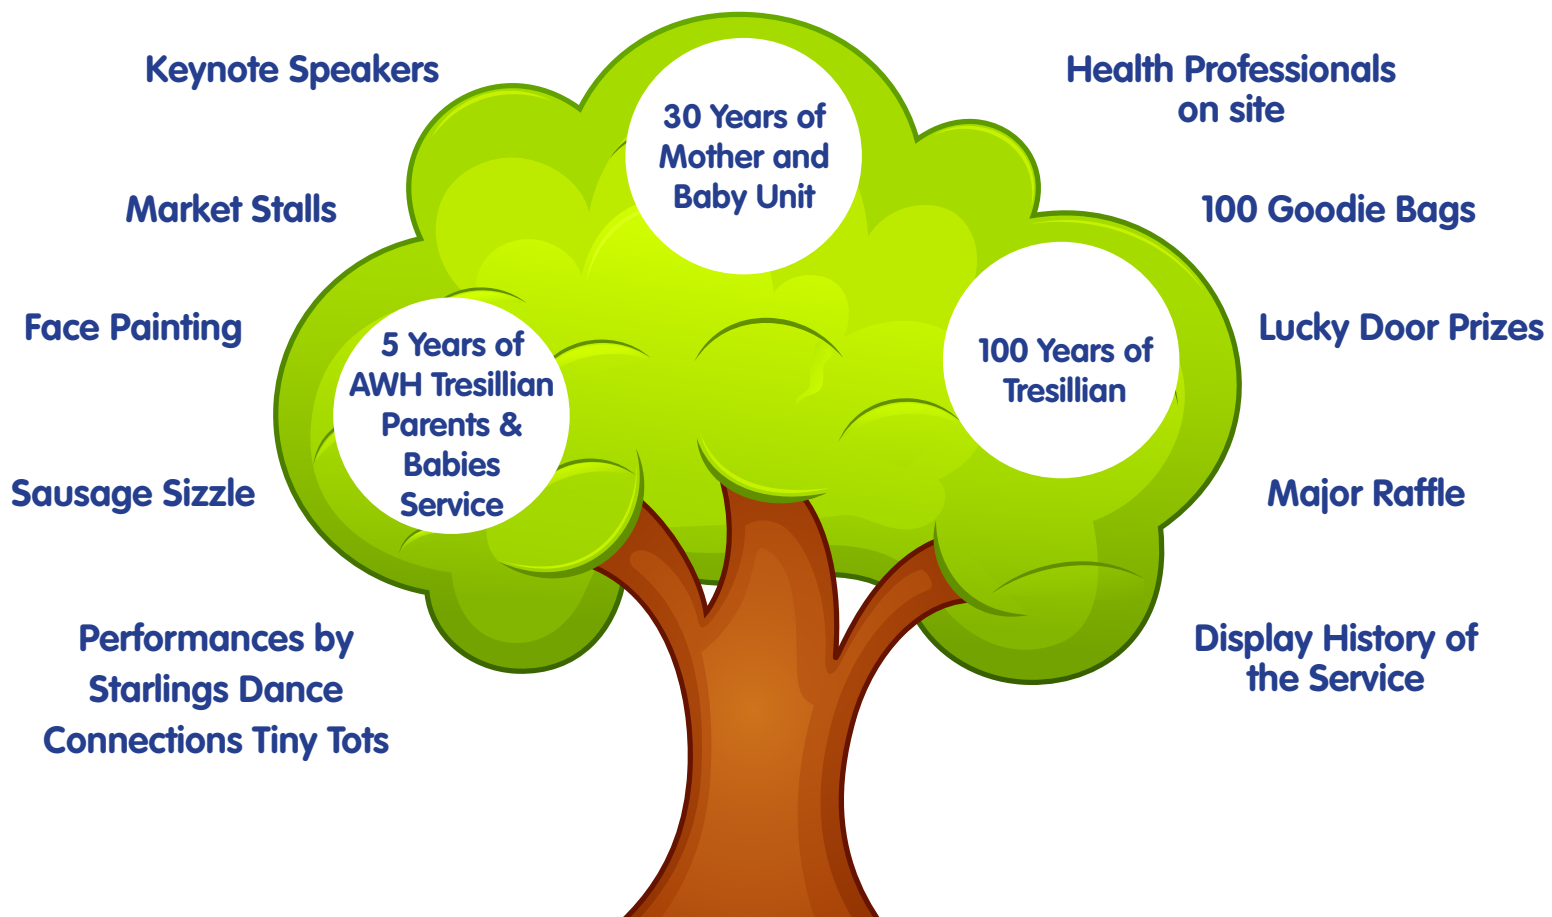 Keynote Speakers
Market Stalls
Face Painting
Sausage Sizzle
Performances by
Starlings Dance
Connections Tiny Tots
30 Years of
Mother and
Baby Unit
5 Years of
AWH Tresillian
Parents &
Babies
Service
100 Years of
Tresillian
Health Professionals
on site
100 Goodie Bags
Lucky Door Prizes
Major Raffle
Display History of
the Service